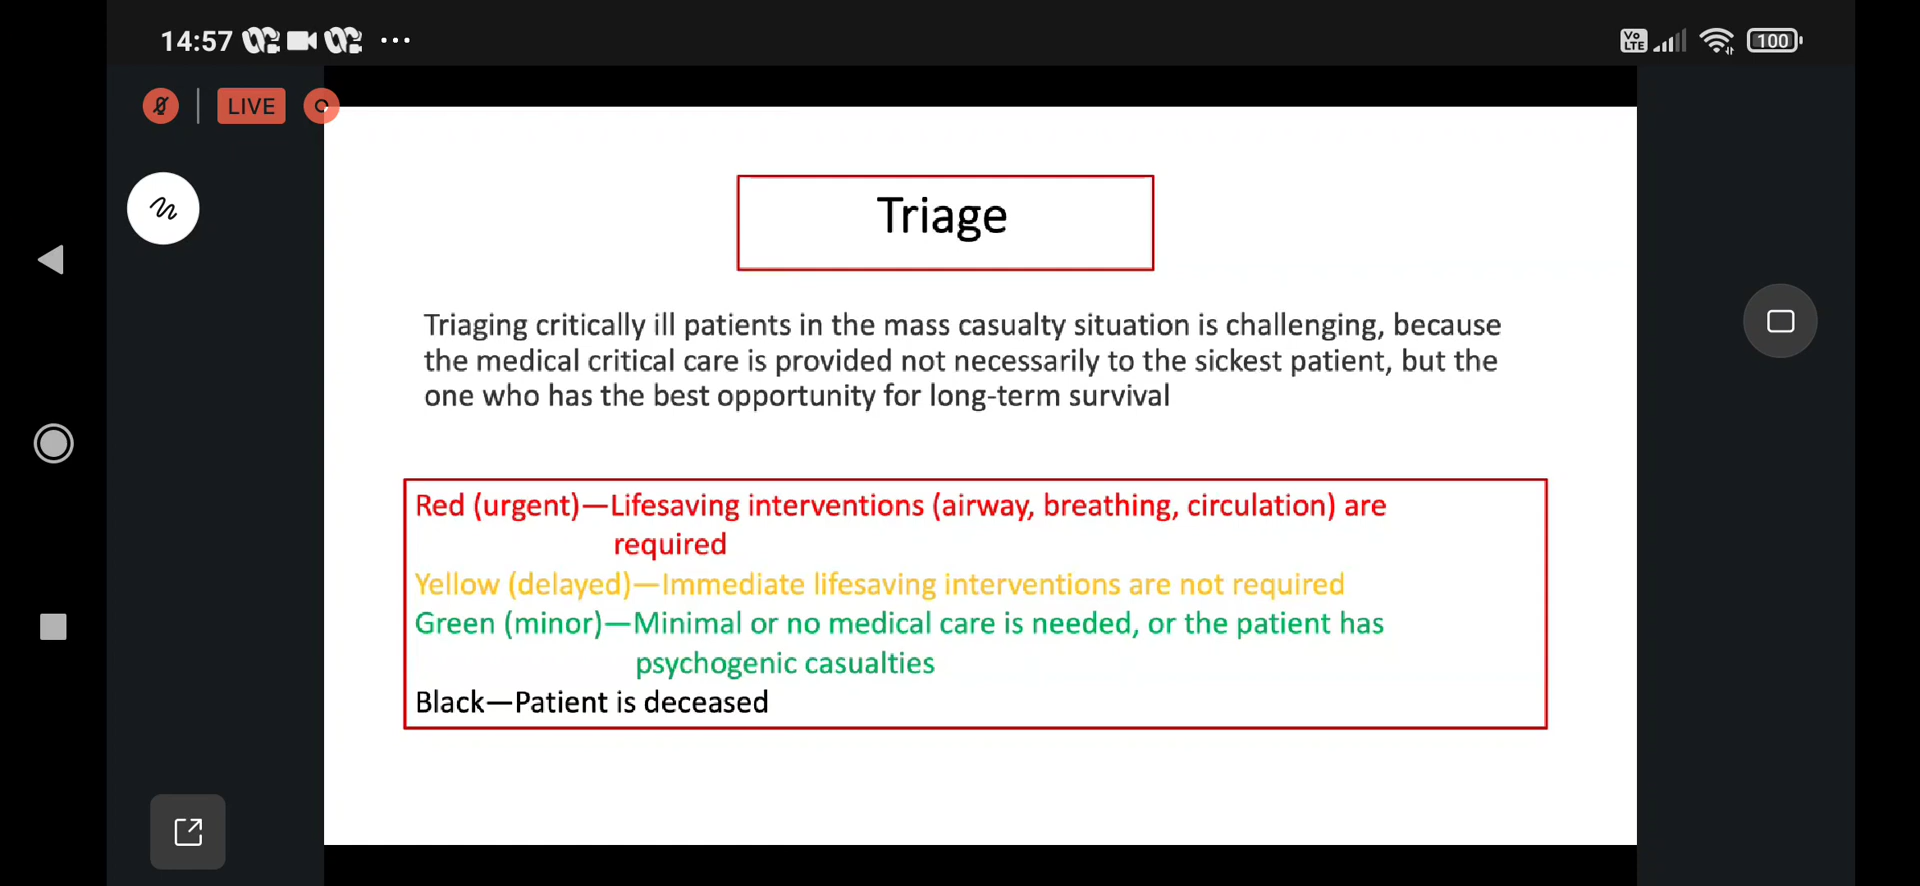 14:57
Vo LTE
100
LIVE
Triage
Triaging critically ill patients in the mass casualty situation is challenging, because
the medical critical care is provided not necessarily to the sickest patient, but the
one who has the best opportunity for long-term survival
Red (urgent)—Lifesaving interventions (airway, breathing, circulation) are
required
Yellow (delayed)—Immediate lifesaving interventions are not required
Green (minor)—Minimal or no medical care is needed, or the patient has
psychogenic casualties
Black—Patient is deceased